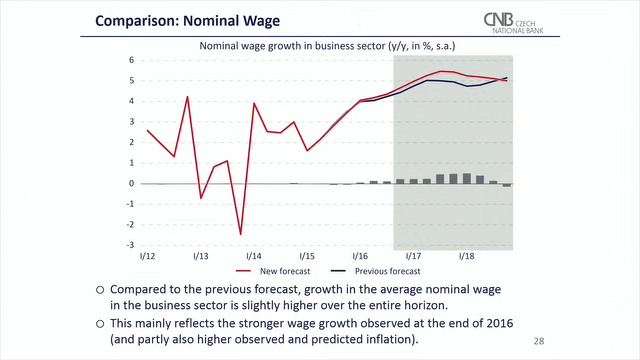 Comparison: Nominal Wage
CNB CZECH
NATIONAL BANK
Nominal wage growth in business sector (y/y, in %, s.a.)
6
5
4
3
2
1
0
-1
-2
-3
I/12 I/13 I/14 I/15 I/16 I/17 I/18
New forecast Previous forecast
Compared to the previous forecast, growth in the average nominal wage
in the business sector is slightly higher over the entire horizon.
This mainly reflects the stronger wage growth observed at the end of 2016
(and partly also higher observed and predicted inflation).
28